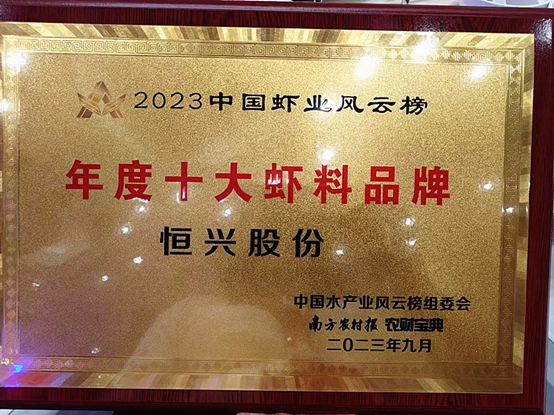 2023中国虾业风云榜
年度十大虾料品牌
恒兴股份
中国水产业风云榜组委会
南方农村报 农财宝典
二〇二三年九月